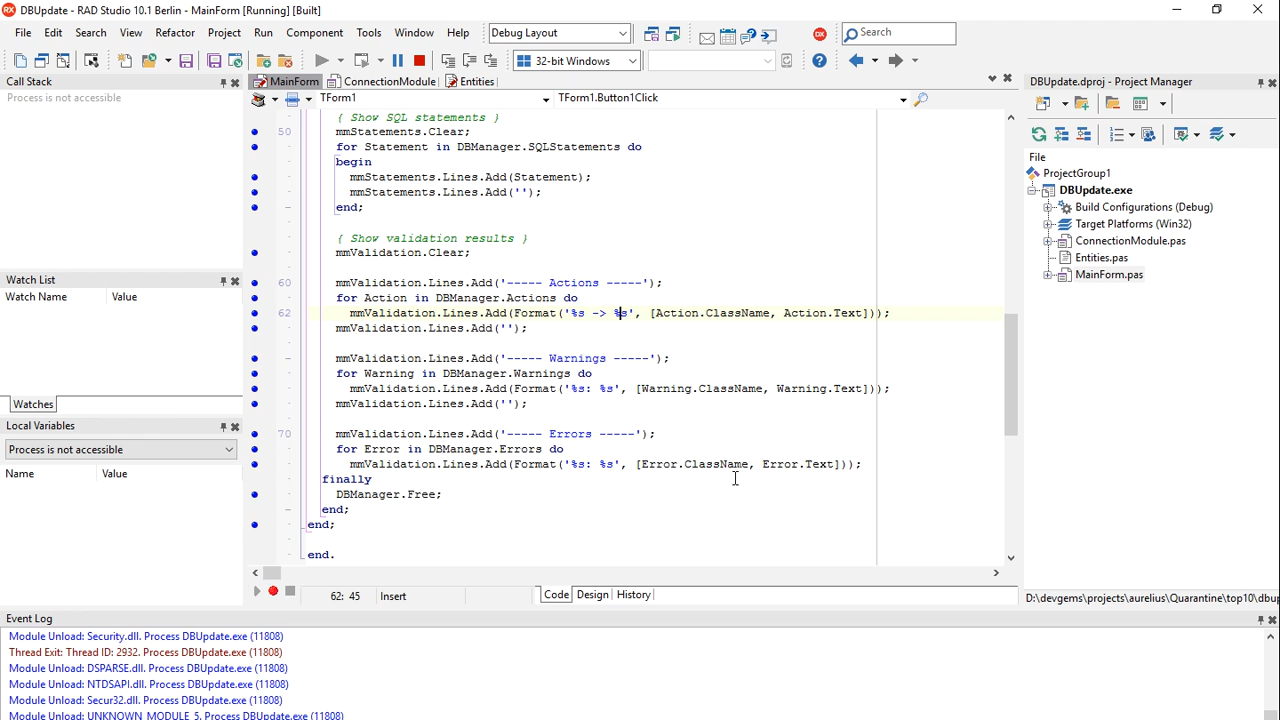 DBUpdate - RAD Studio 10.1 Berlin - MainForm [Running] [Built]
File Edit Search View Refactor Project Run Component Tools Window Help Debug Layout Search
32-bit Windows
Call Stack
Process is not accessible
MainForm ConnectionModule Entities
TForm1 TForm1.Button1Click
{ Show SQL statements }
50 mmStatements.Clear;
for Statement in DBManager.SQLStatements do
begin
mmStatements.Lines.Add(Statement);
mmStatements.Lines.Add('');
end;
{ Show validation results }
mmValidation.Clear;
60 mmValidation.Lines.Add('----- Actions -----');
for Action in DBManager.Actions do
62 mmValidation.Lines.Add(Format('%s -> %s', [Action.ClassName, Action.Text]));
mmValidation.Lines.Add('');
mmValidation.Lines.Add('----- Warnings -----');
for Warning in DBManager.Warnings do
mmValidation.Lines.Add(Format('%s: %s', [Warning.ClassName, Warning.Text]));
mmValidation.Lines.Add('');
70 mmValidation.Lines.Add('----- Errors -----');
for Error in DBManager.Errors do
mmValidation.Lines.Add(Format('%s: %s', [Error.ClassName, Error.Text]));
finally
DBManager.Free;
end;
end;
end.
62: 45 Insert Code Design History
Watch List
Watch Name Value
Watches
Local Variables
Process is not accessible
Name Value
DBUpdate.dproj - Project Manager
File
ProjectGroup1
DBUpdate.exe
Build Configurations (Debug)
Target Platforms (Win32)
ConnectionModule.pas
Entities.pas
MainForm.pas
D:\devgems\projects\aurelius\Quarantine\top10\dbup
Event Log
Module Unload: Security.dll. Process DBUpdate.exe (11808)
Thread Exit: Thread ID: 2932. Process DBUpdate.exe (11808)
Module Unload: DSPARSE.dll. Process DBUpdate.exe (11808)
Module Unload: NTDSAPI.dll. Process DBUpdate.exe (11808)
Module Unload: Secur32.dll. Process DBUpdate.exe (11808)
Module Unload: UNKNOWN_MODULE_5. Process DBUpdate.exe (11808)